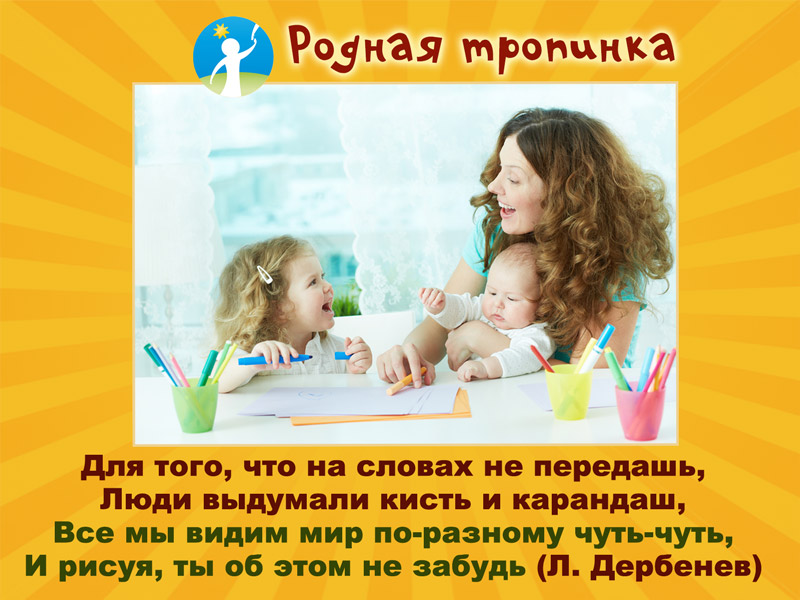 Родная тропинка
Для того, что на словах не передашь,
Люди выдумали кисть и карандаш,
Все мы видим мир по-разному чуть-чуть,
И рисуя, ты об этом не забудь (Л. Дербенев)